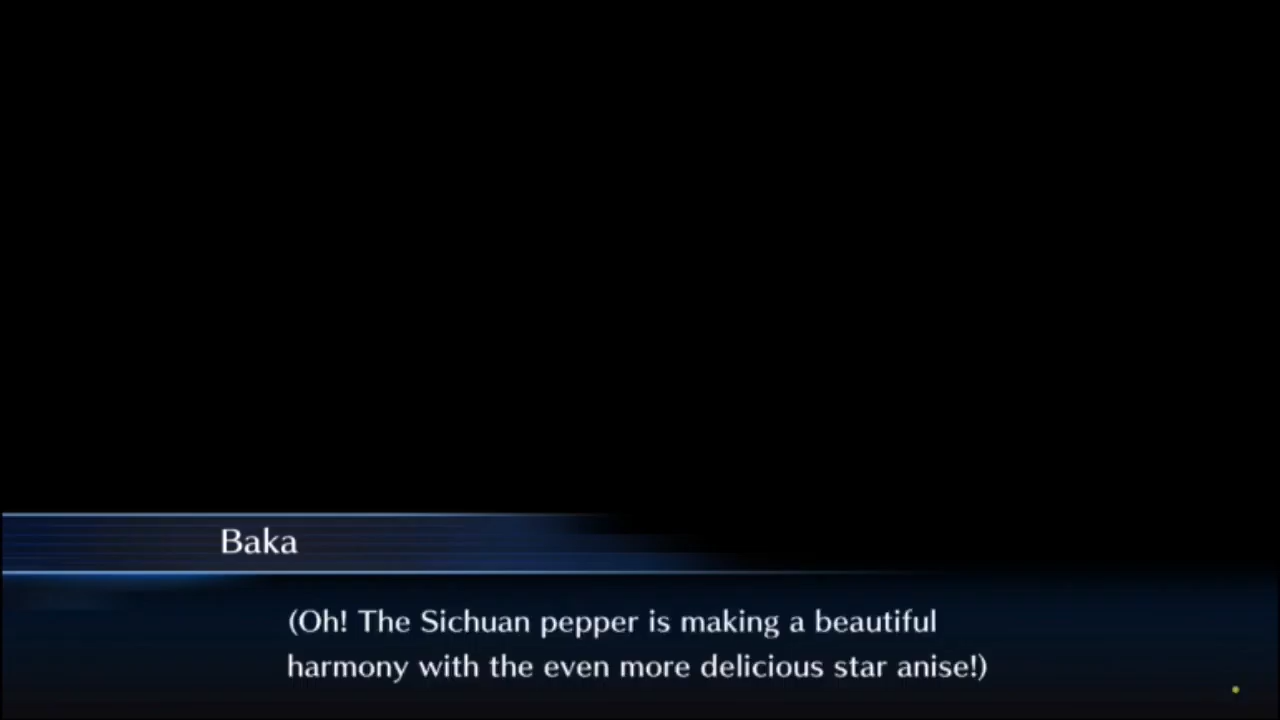 Baka
(Oh! The Sichuan pepper is making a beautiful
harmony with the even more delicious star anise!)